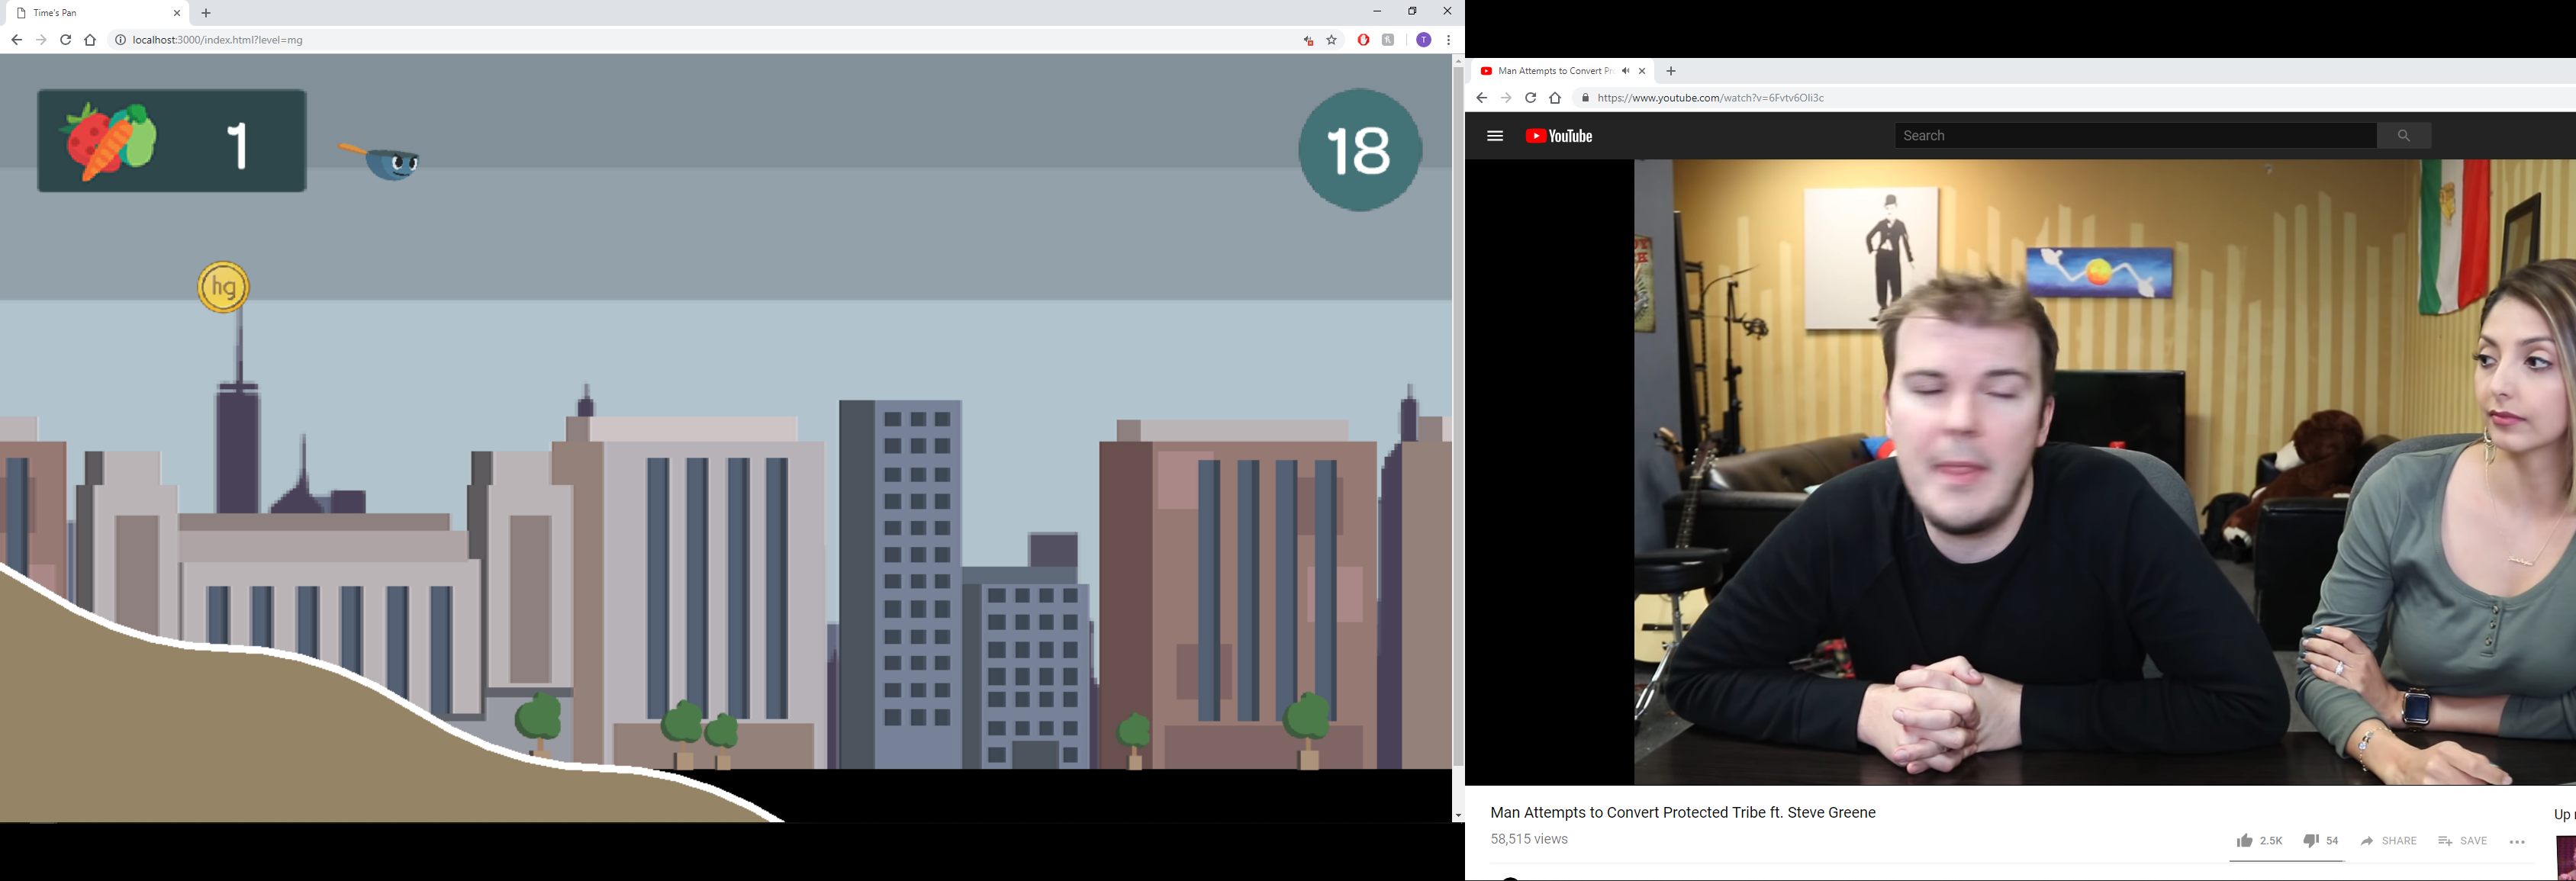 Time's Pan
localhost:3000/index.html?level=mg
T
1
18
hg
Man Attempts to Convert Pr
https://www.youtube.com/watch?v=6Fvtv6OIi3c
YouTube
Search
Man Attempts to Convert Protected Tribe ft. Steve Greene
58,515 views
2.5K
54
SHARE
SAVE
Up